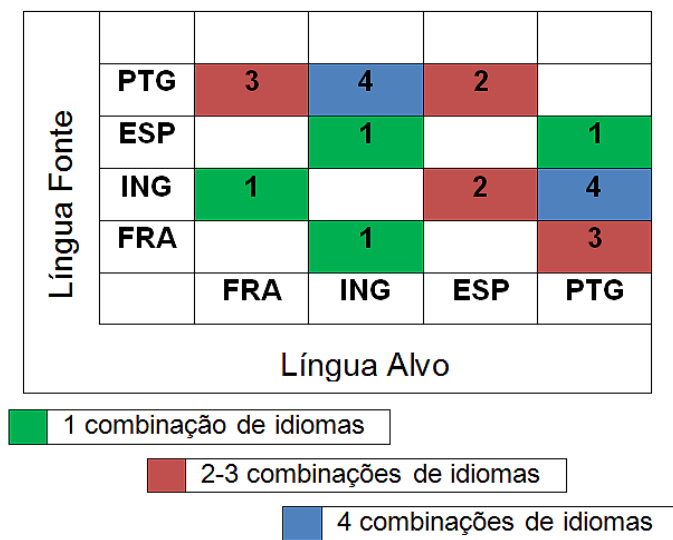 Língua Fonte
PTG 3 4 2
ESP 1 1
ING 1 2 4
FRA 1 3
FRA ING ESP PTG
Língua Alvo
1 combinação de idiomas
2-3 combinações de idiomas
4 combinações de idiomas